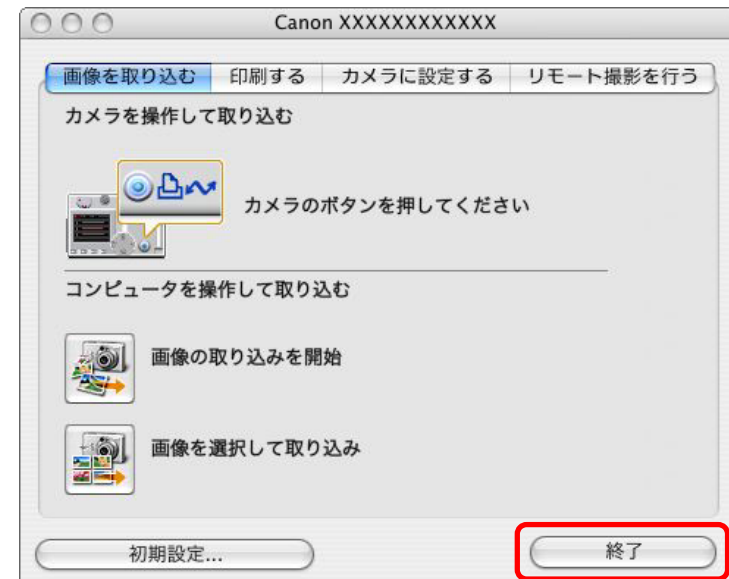 Canon XXXXXXXXXXXX
画像を取り込む 印刷する カメラに設定する リモート撮影を行う
カメラを操作して取り込む
カメラのボタンを押してください
コンピュータを操作して取り込む
画像の取り込みを開始
画像を選択して取り込み
初期設定... 終了